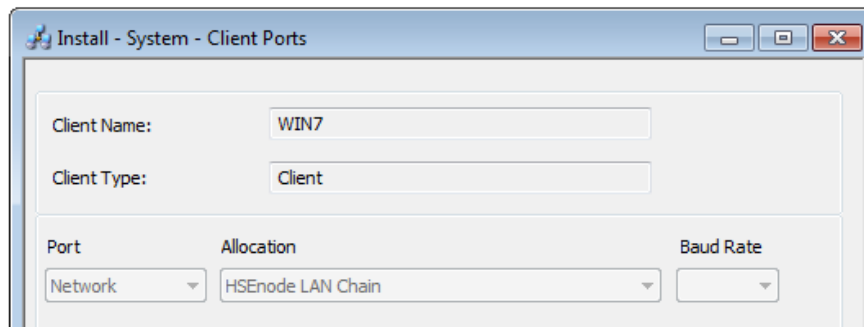 Install - System - Client Ports
Client Name: WIN7
Client Type: Client
Port Allocation Baud Rate
Network HSEnode LAN Chain